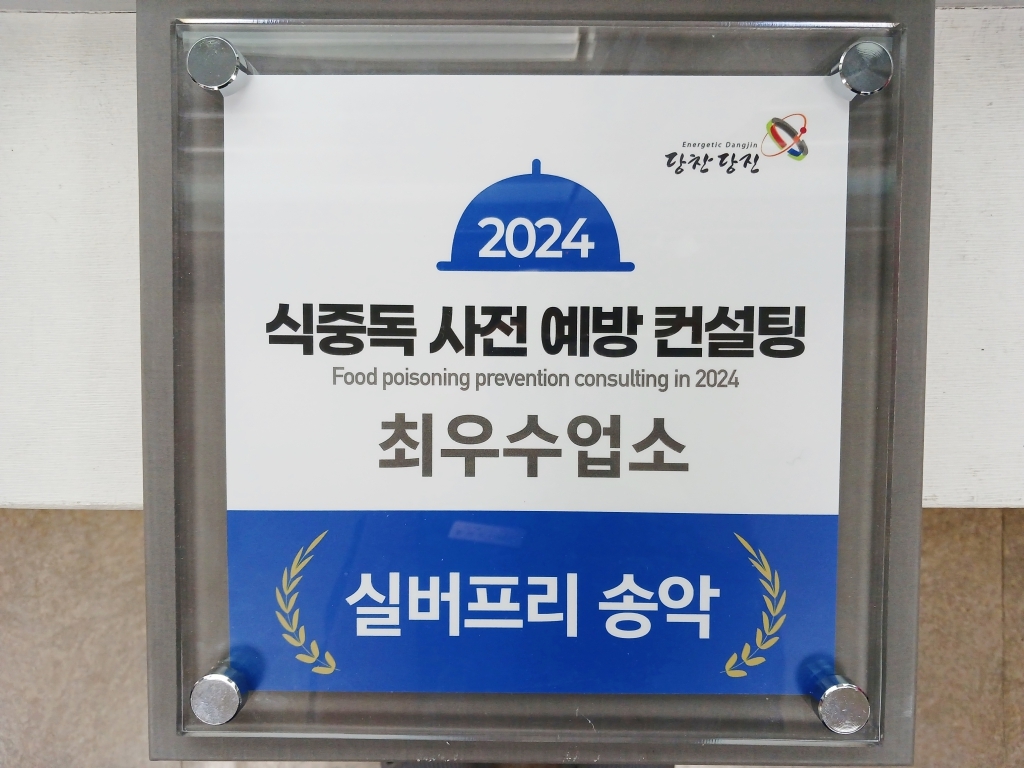 Energetic Dangjin
당찬당진
2024
식중독 사전 예방 컨설팅
Food poisoning prevention consulting in 2024
최우수업소
실버프리 송악